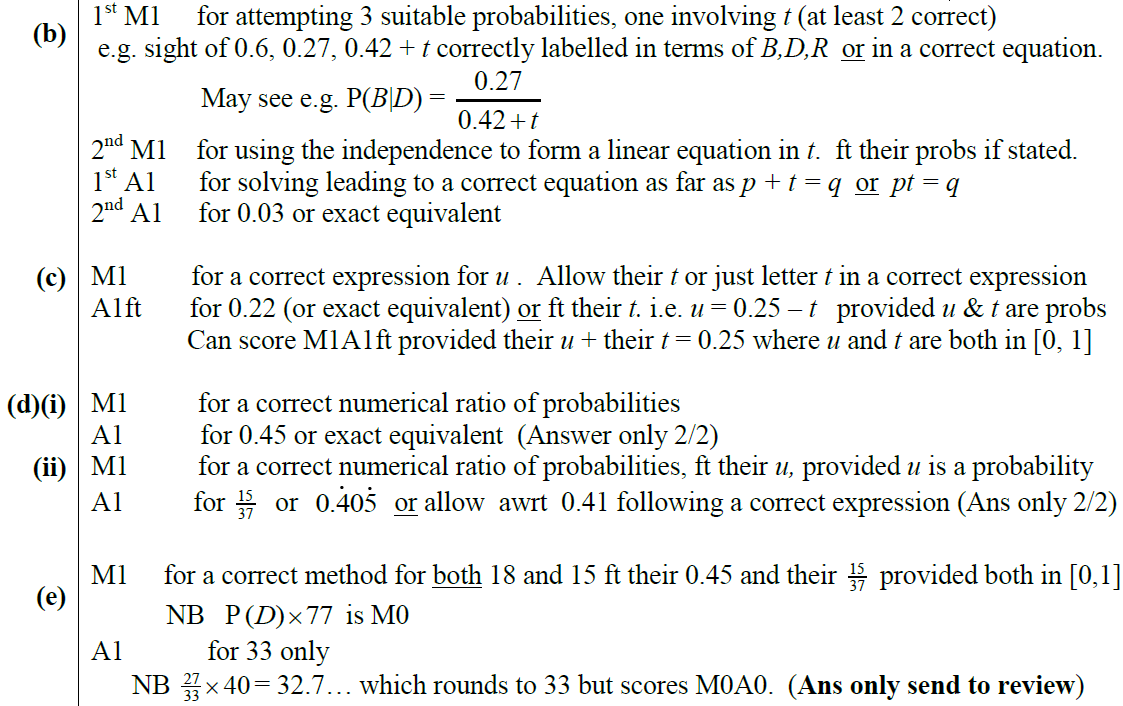 (b) 1st M1 for attempting 3 suitable probabilities, one involving t (at least 2 correct)
e.g. sight of 0.6, 0.27, 0.42 + t correctly labelled in terms of B,D,R or in a correct equation.
May see e.g. P(B|D) = 0.27 / (0.42 + t)
2nd M1 for using the independence to form a linear equation in t. ft their probs if stated.
1st A1 for solving leading to a correct equation as far as p + t = q or pt = q
2nd A1 for 0.03 or exact equivalent
(c) M1 for a correct expression for u . Allow their t or just letter t in a correct expression
A1ft for 0.22 (or exact equivalent) or ft their t. i.e. u = 0.25 – t provided u & t are probs
Can score M1A1ft provided their u + their t = 0.25 where u and t are both in [0, 1]
(d)(i) M1 for a correct numerical ratio of probabilities
A1 for 0.45 or exact equivalent (Answer only 2/2)
(ii) M1 for a correct numerical ratio of probabilities, ft their u, provided u is a probability
A1 for 15/37 or 0.4̇05̇ or allow awrt 0.41 following a correct expression (Ans only 2/2)
(e) M1 for a correct method for both 18 and 15 ft their 0.45 and their 15/37 provided both in [0,1]
NB P(D)×77 is M0
A1 for 33 only
NB 27/33 × 40 = 32.7… which rounds to 33 but scores M0A0. (Ans only send to review)